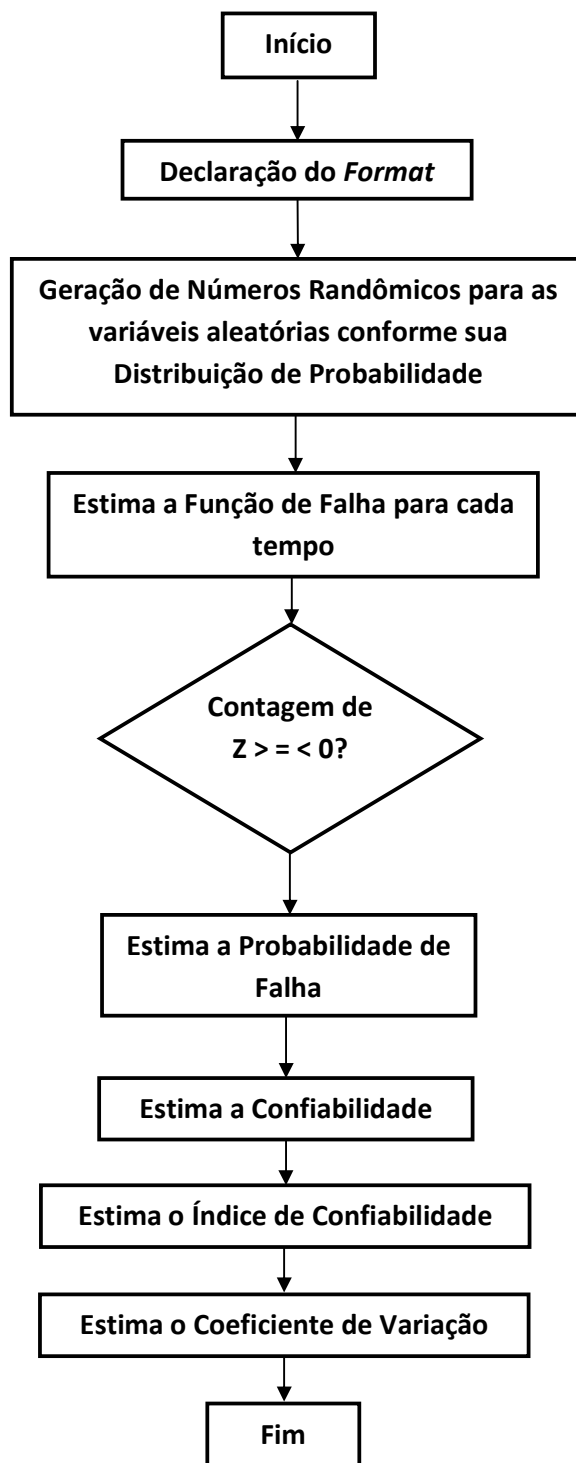 Início
Declaração do Format
Geração de Números Randômicos para as
variáveis aleatórias conforme sua
Distribuição de Probabilidade
Estima a Função de Falha para cada
tempo
Contagem de
Z > = < 0?
Estima a Probabilidade de
Falha
Estima a Confiabilidade
Estima o Índice de Confiabilidade
Estima o Coeficiente de Variação
Fim